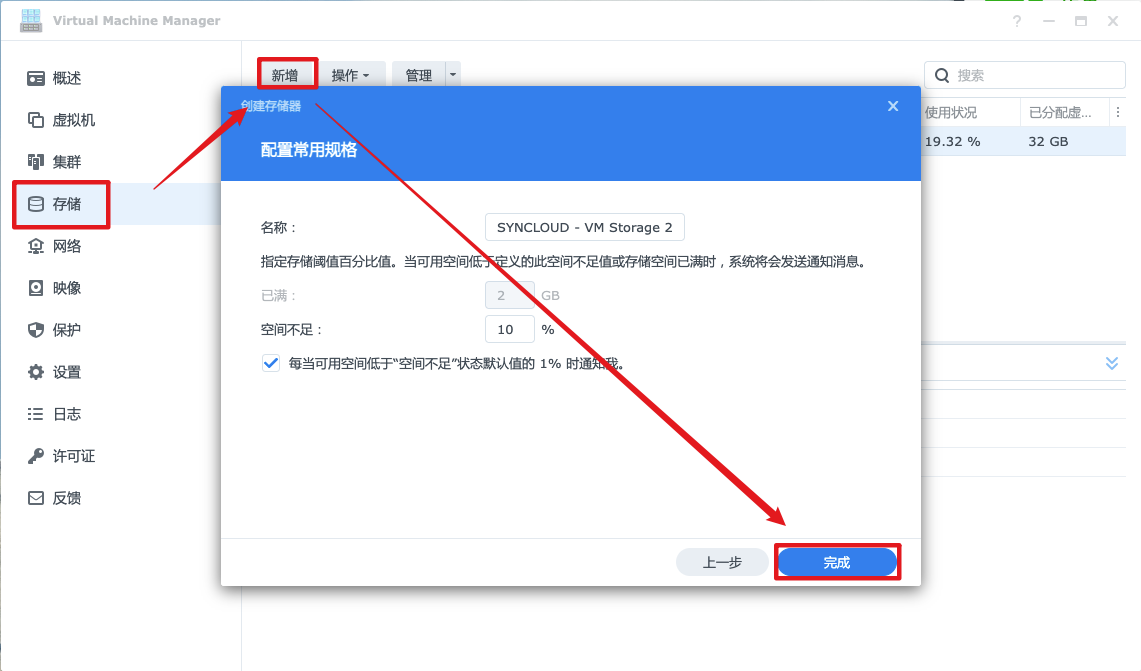 Virtual Machine Manager
概述
虚拟机
集群
存储
网络
映像
保护
设置
日志
许可证
反馈
新增
操作
管理
搜索
使用状况
已分配虚...
19.32 %
32 GB
创建存储器
配置常用规格
名称：
SYNCLOUD - VM Storage 2
指定存储阈值百分比值。当可用空间低于定义的此空间不足值或存储空间已满时，系统将会发送通知消息。
已满：
2 GB
空间不足：
10 %
每当可用空间低于“空间不足”状态默认值的 1% 时通知我。
上一步
完成